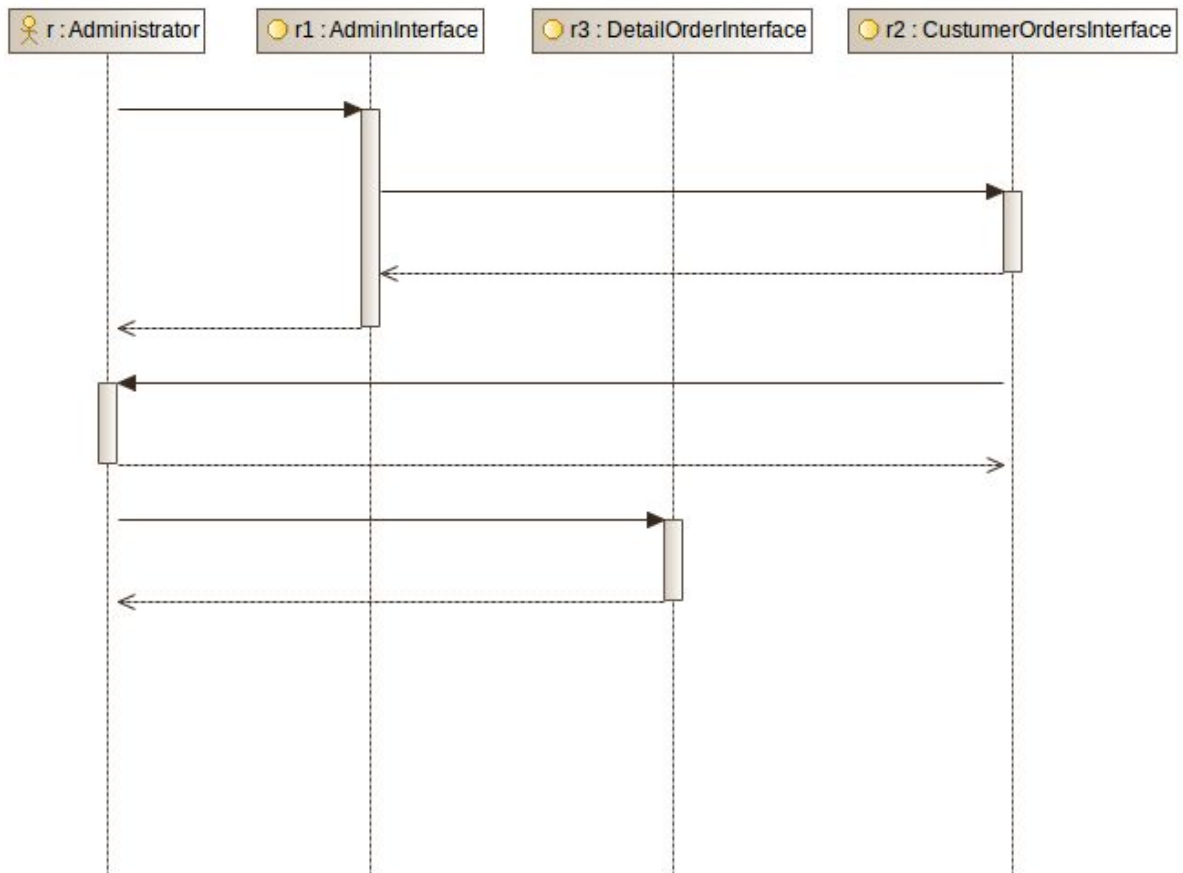 r : Administrator
r1 : AdminInterface
r3 : DetailOrderInterface
r2 : CustumerOrdersInterface